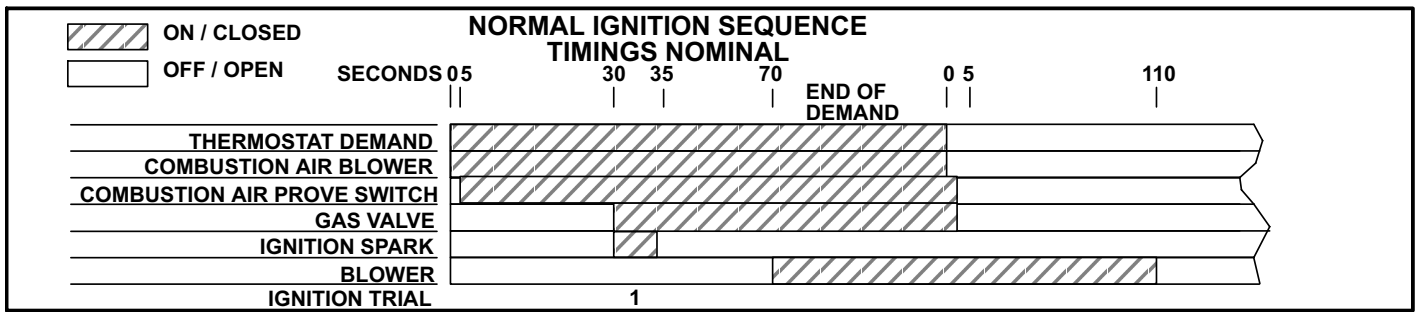 NORMAL IGNITION SEQUENCE
TIMINGS NOMINAL
ON / CLOSED
OFF / OPEN
SECONDS 0 5 30 35 70 0 5 110
END OF
DEMAND
THERMOSTAT DEMAND
COMBUSTION AIR BLOWER
COMBUSTION AIR PROVE SWITCH
GAS VALVE
IGNITION SPARK
BLOWER
IGNITION TRIAL 1